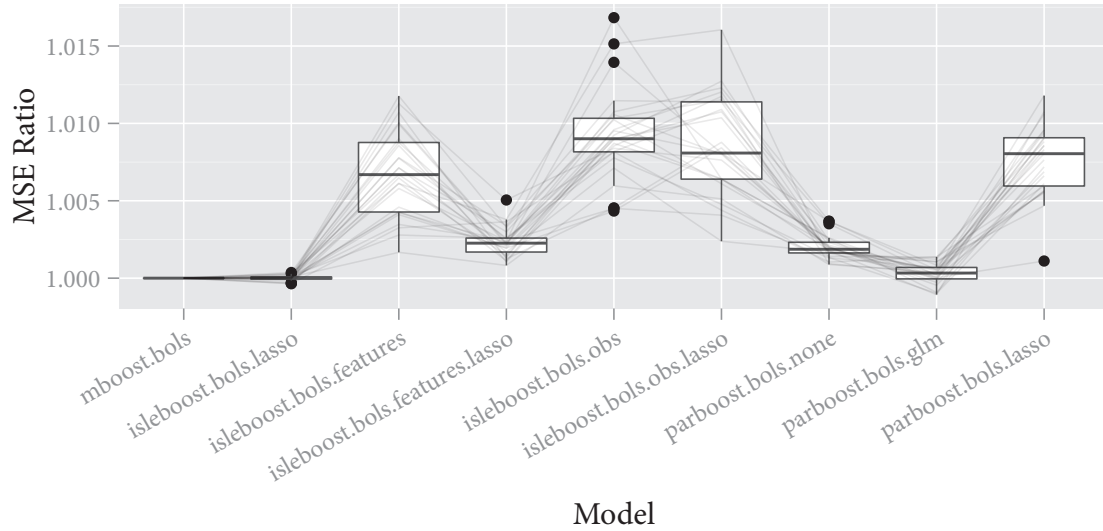 MSE Ratio
1.015
1.010
1.005
1.000
mboost.bols
isleboost.bols.lasso
isleboost.bols.features
isleboost.bols.features.lasso
isleboost.bols.obs
isleboost.bols.obs.lasso
parboost.bols.none
parboost.bols.glm
parboost.bols.lasso
Model